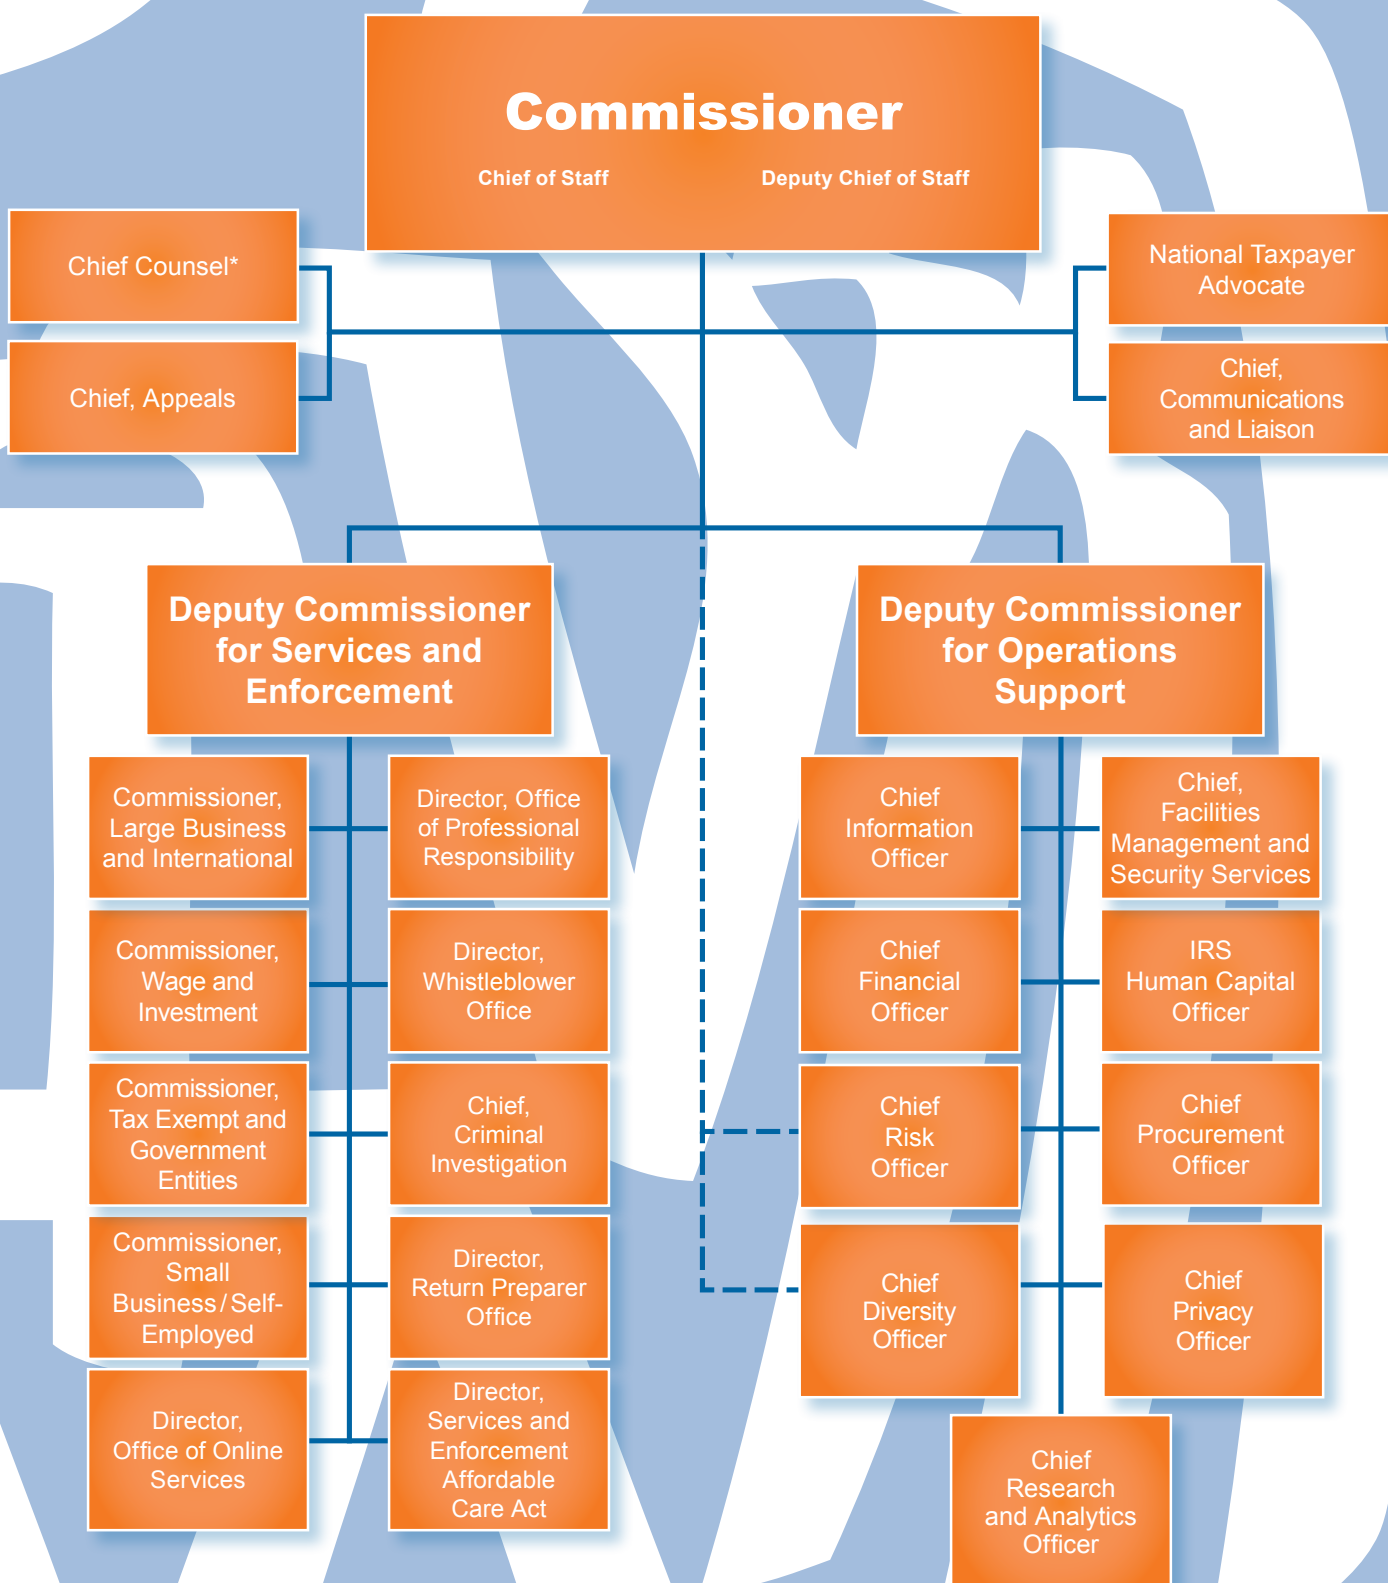 Commissioner
Chief of Staff
Deputy Chief of Staff
Chief Counsel*
Chief, Appeals
National Taxpayer
Advocate
Chief,
Communications
and Liaison
Deputy Commissioner
for Services and
Enforcement
Deputy Commissioner
for Operations
Support
Commissioner,
Large Business
and International
Director, Office
of Professional
Responsibility
Commissioner,
Wage and
Investment
Director,
Whistleblower
Office
Commissioner,
Tax Exempt and
Government
Entities
Chief,
Criminal
Investigation
Commissioner,
Small
Business/Self-
Employed
Director,
Return Preparer
Office
Director,
Office of Online
Services
Director,
Services and
Enforcement
Affordable
Care Act
Chief
Information
Officer
Chief,
Facilities
Management and
Security Services
Chief
Financial
Officer
IRS
Human Capital
Officer
Chief
Risk
Officer
Chief
Procurement
Officer
Chief
Diversity
Officer
Chief
Privacy
Officer
Chief
Research
and Analytics
Officer